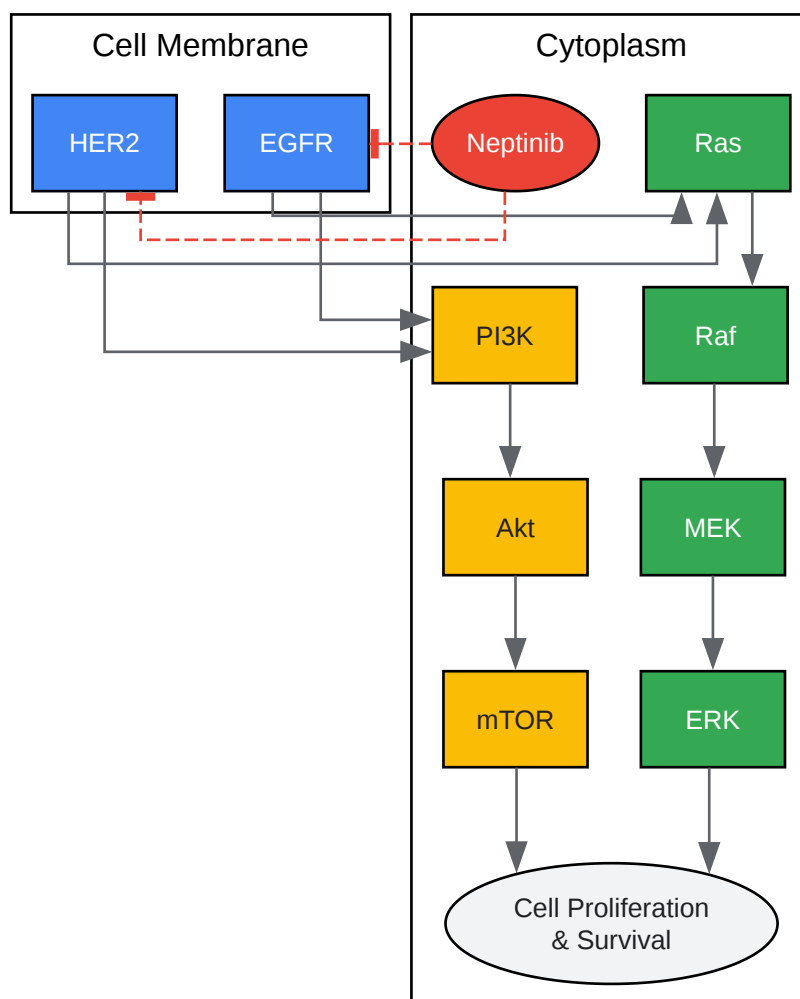 Cell Membrane
Cytoplasm
HER2
EGFR
Neptinib
Ras
PI3K
Raf
Akt
MEK
mTOR
ERK
Cell Proliferation
& Survival